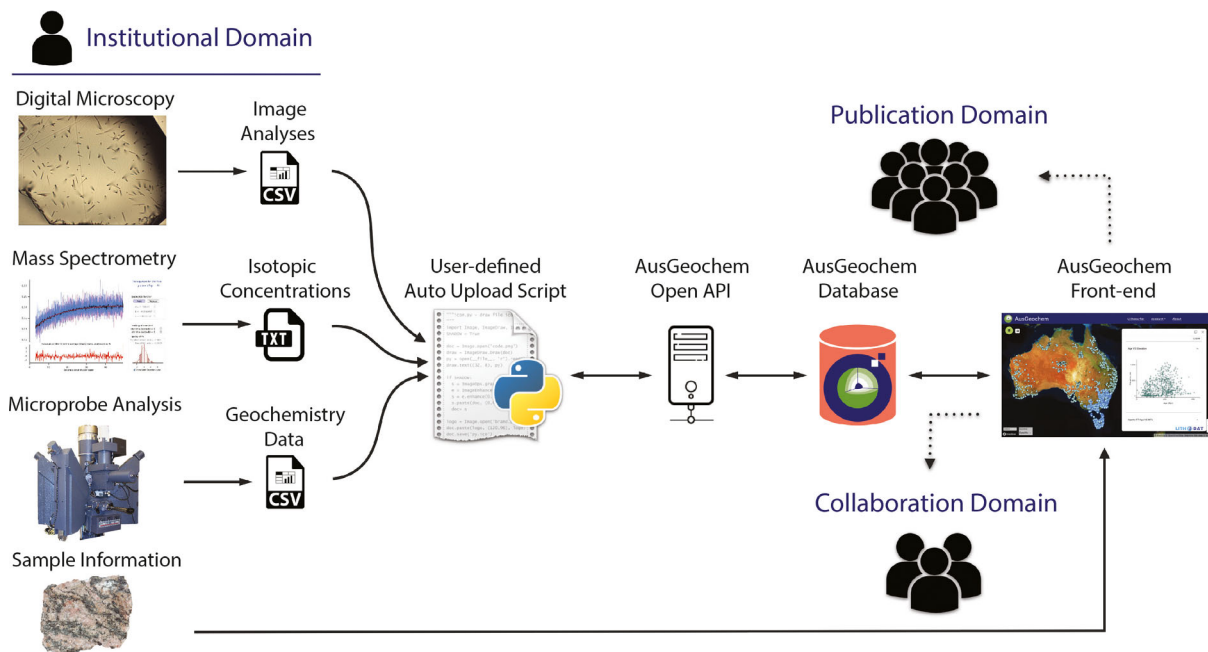 Institutional Domain
Digital Microscopy
Image
Analyses
CSV
Mass Spectrometry
Isotopic
Concentrations
TXT
Microprobe Analysis
Geochemistry
Data
CSV
Sample Information
User-defined
Auto Upload Script
AusGeochem
Open API
AusGeochem
Database
AusGeochem
Front-end
AusGeochem
Publication Domain
Collaboration Domain